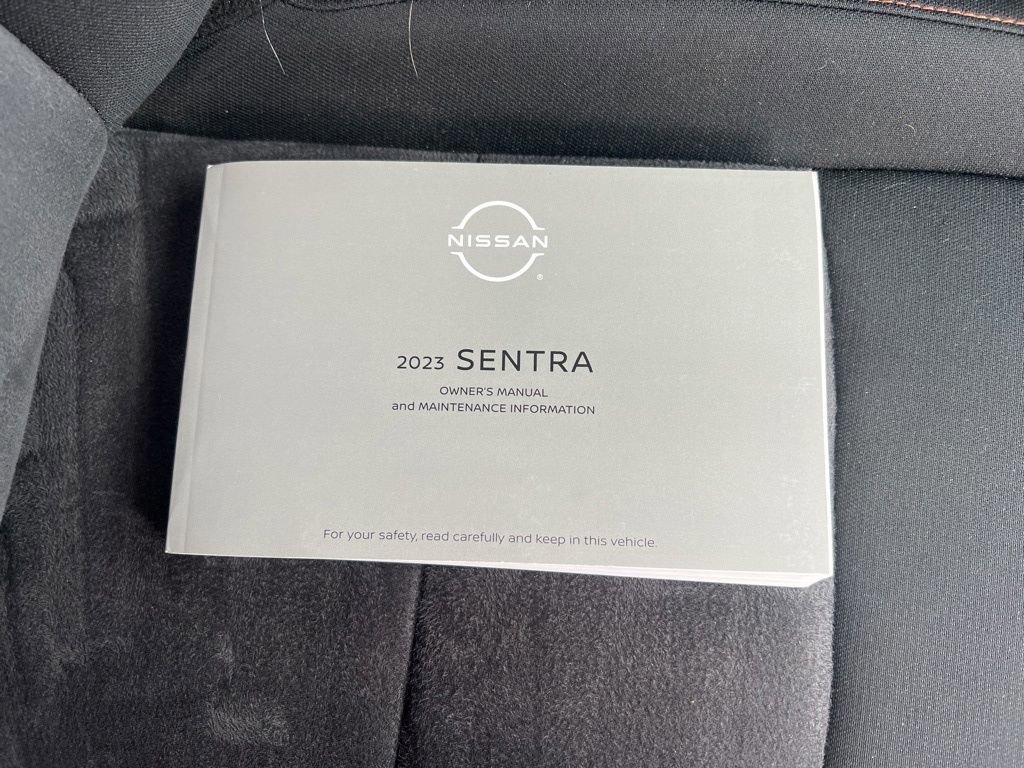 NISSAN
®
2023 SENTRA
OWNER'S MANUAL
and MAINTENANCE INFORMATION
For your safety, read carefully and keep in this vehicle.